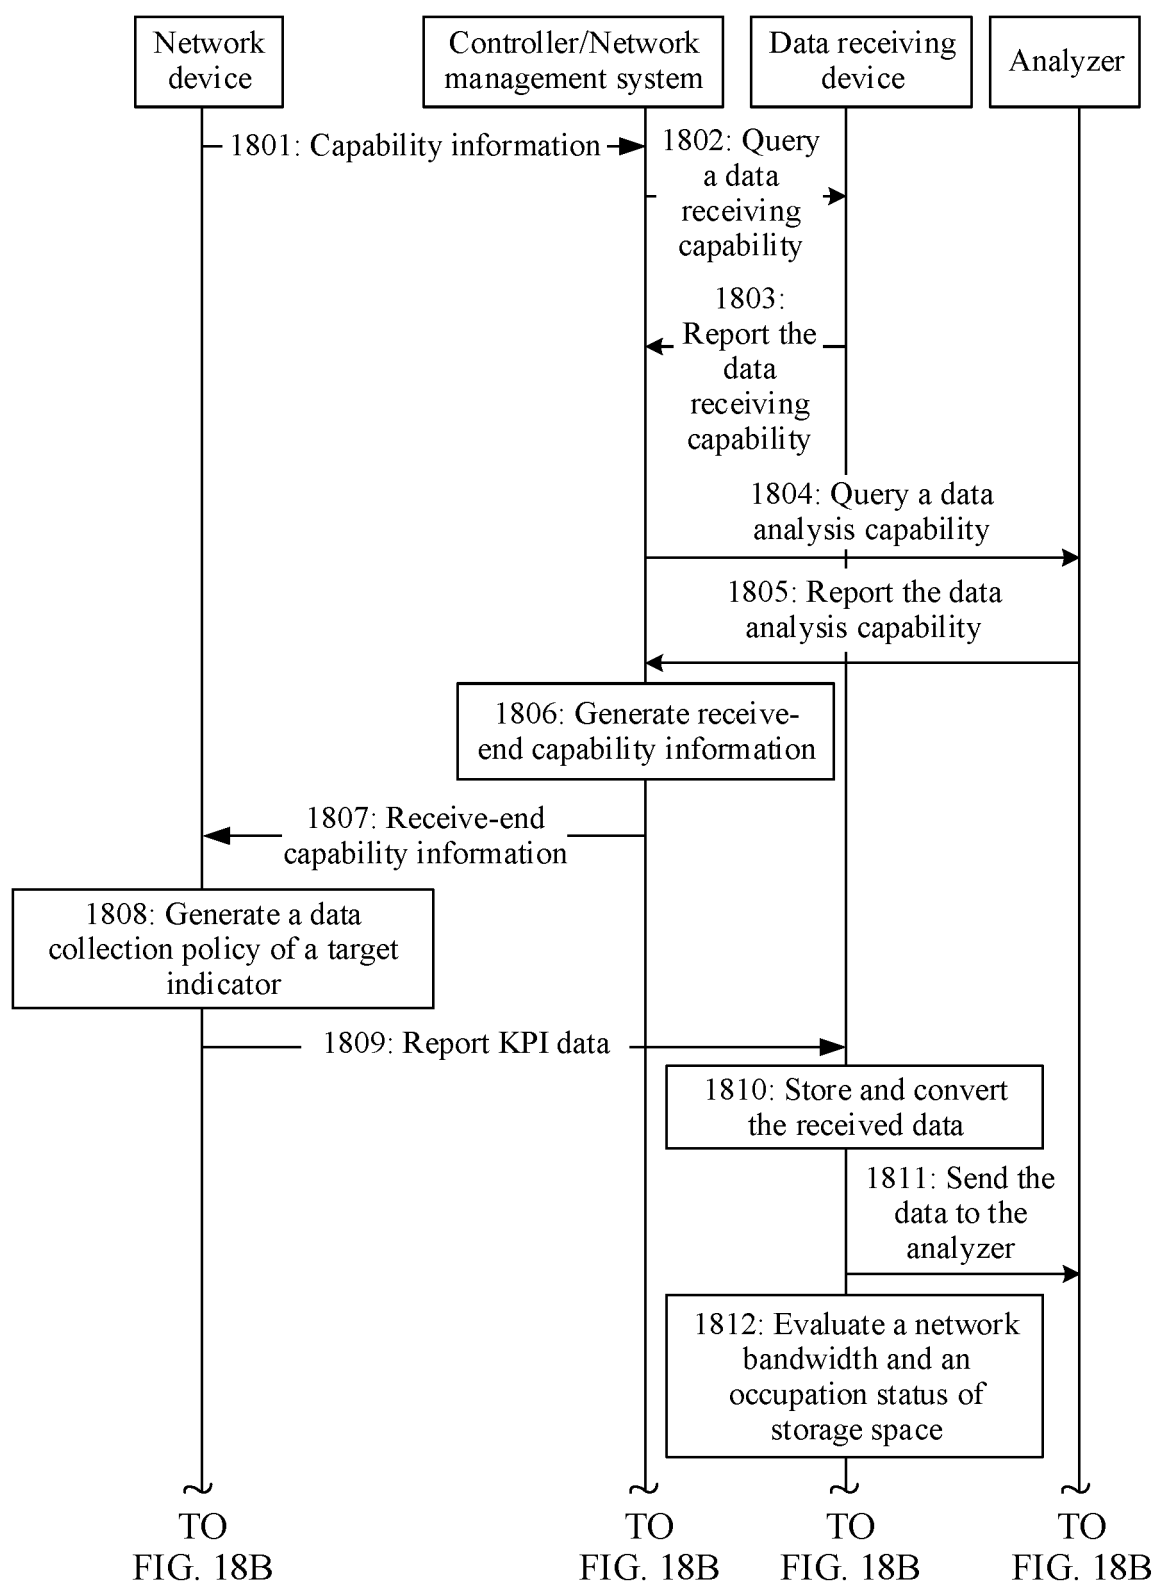 Network
device
Controller/Network
management system
Data receiving
device
Analyzer
1801: Capability information
1802: Query
a data
receiving
capability
1803:
Report the
data
receiving
capability
1804: Query a data
analysis capability
1805: Report the data
analysis capability
1806: Generate receive-
end capability information
1807: Receive-end
capability information
1808: Generate a data
collection policy of a target
indicator
1809: Report KPI data
1810: Store and convert
the received data
1811: Send the
data to the
analyzer
1812: Evaluate a network
bandwidth and an
occupation status of
storage space
TO
FIG. 18B
TO
FIG. 18B
TO
FIG. 18B
TO
FIG. 18B